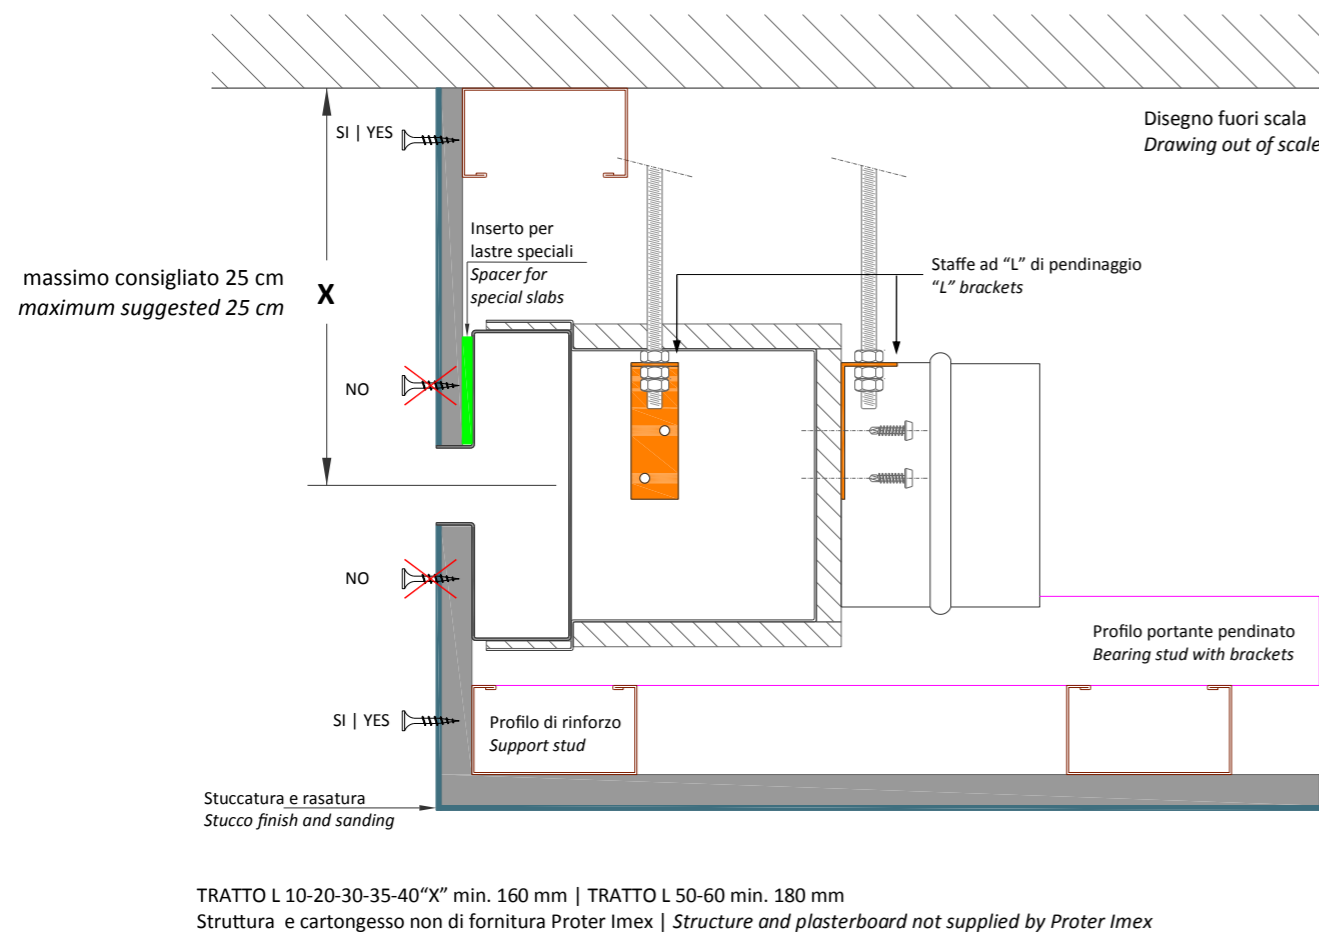 SI | YES
Disegno fuori scala
Drawing out of scale
Inserto per
lastre speciali
Spacer for
special slabs
Staffe ad “L” di pendinaggio
“L” brackets
massimo consigliato 25 cm
maximum suggested 25 cm
X
NO
NO
Profilo portante pendinato
Bearing stud with brackets
SI | YES
Profilo di rinforzo
Support stud
Stuccatura e rasatura
Stucco finish and sanding
TRATTO L 10-20-30-35-40“X” min. 160 mm | TRATTO L 50-60 min. 180 mm
Struttura e cartongesso non di fornitura Proter Imex | Structure and plasterboard not supplied by Proter Imex